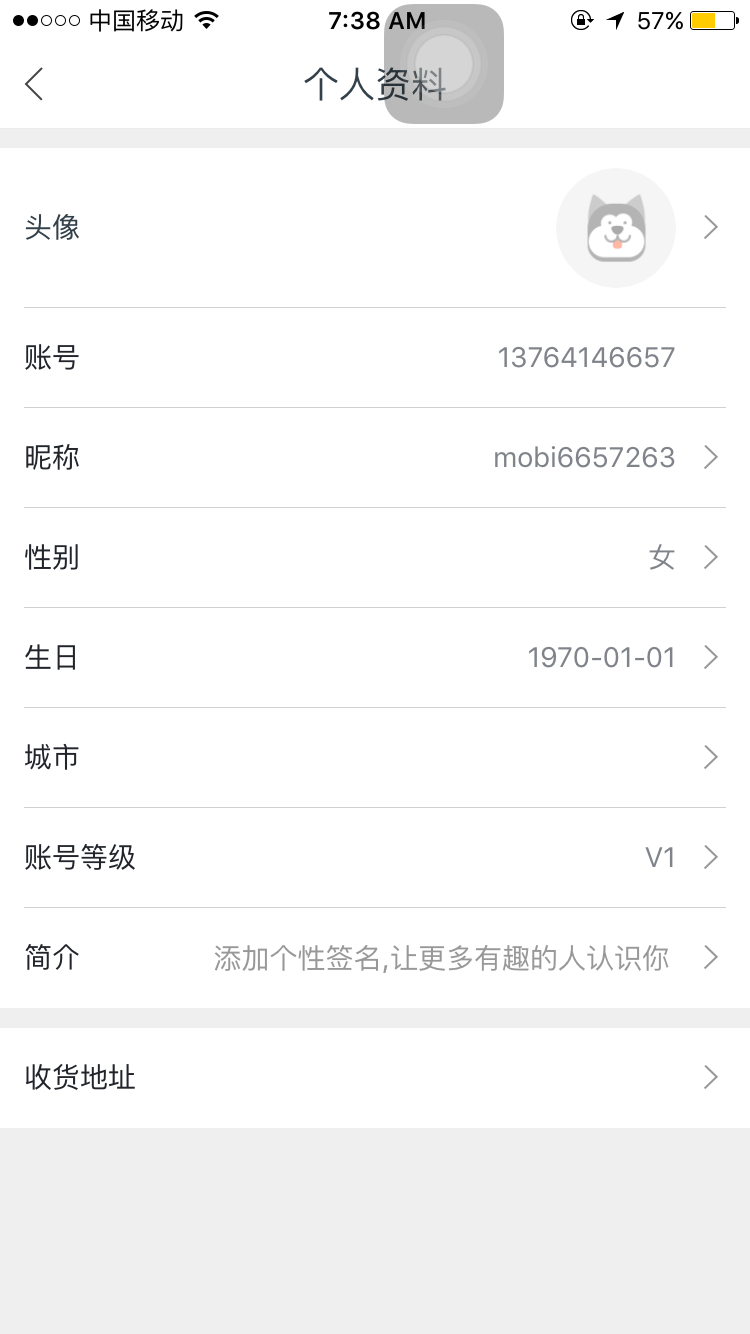 中国移动 7:38 AM 57%
个人资料
头像
账号 13764146657
昵称 mobi6657263
性别 女
生日 1970-01-01
城市
账号等级 V1
简介 添加个性签名,让更多有趣的人认识你
收货地址